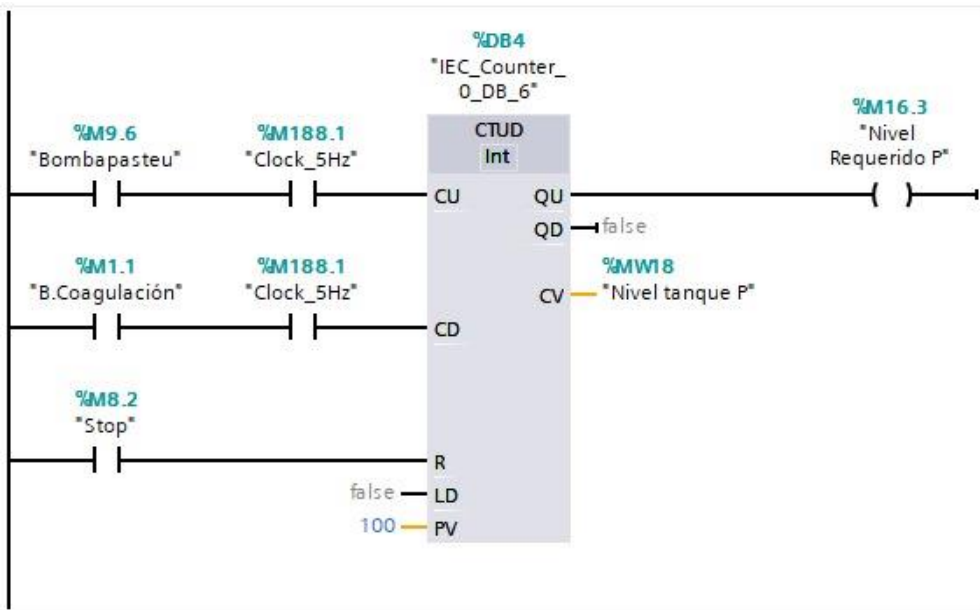 %DB4
"IEC_Counter_
0_DB_6"
%M16.3
"Nivel
Requerido P"
%M9.6
"Bombapasteu"
%M188.1
"Clock_5Hz"
CTUD
Int
CU
QU
QD
false
%M1.1
"B.Coagulación"
%M188.1
"Clock_5Hz"
%MW18
"Nivel tanque P"
CV
CD
%M8.2
"Stop"
R
false
LD
100
PV